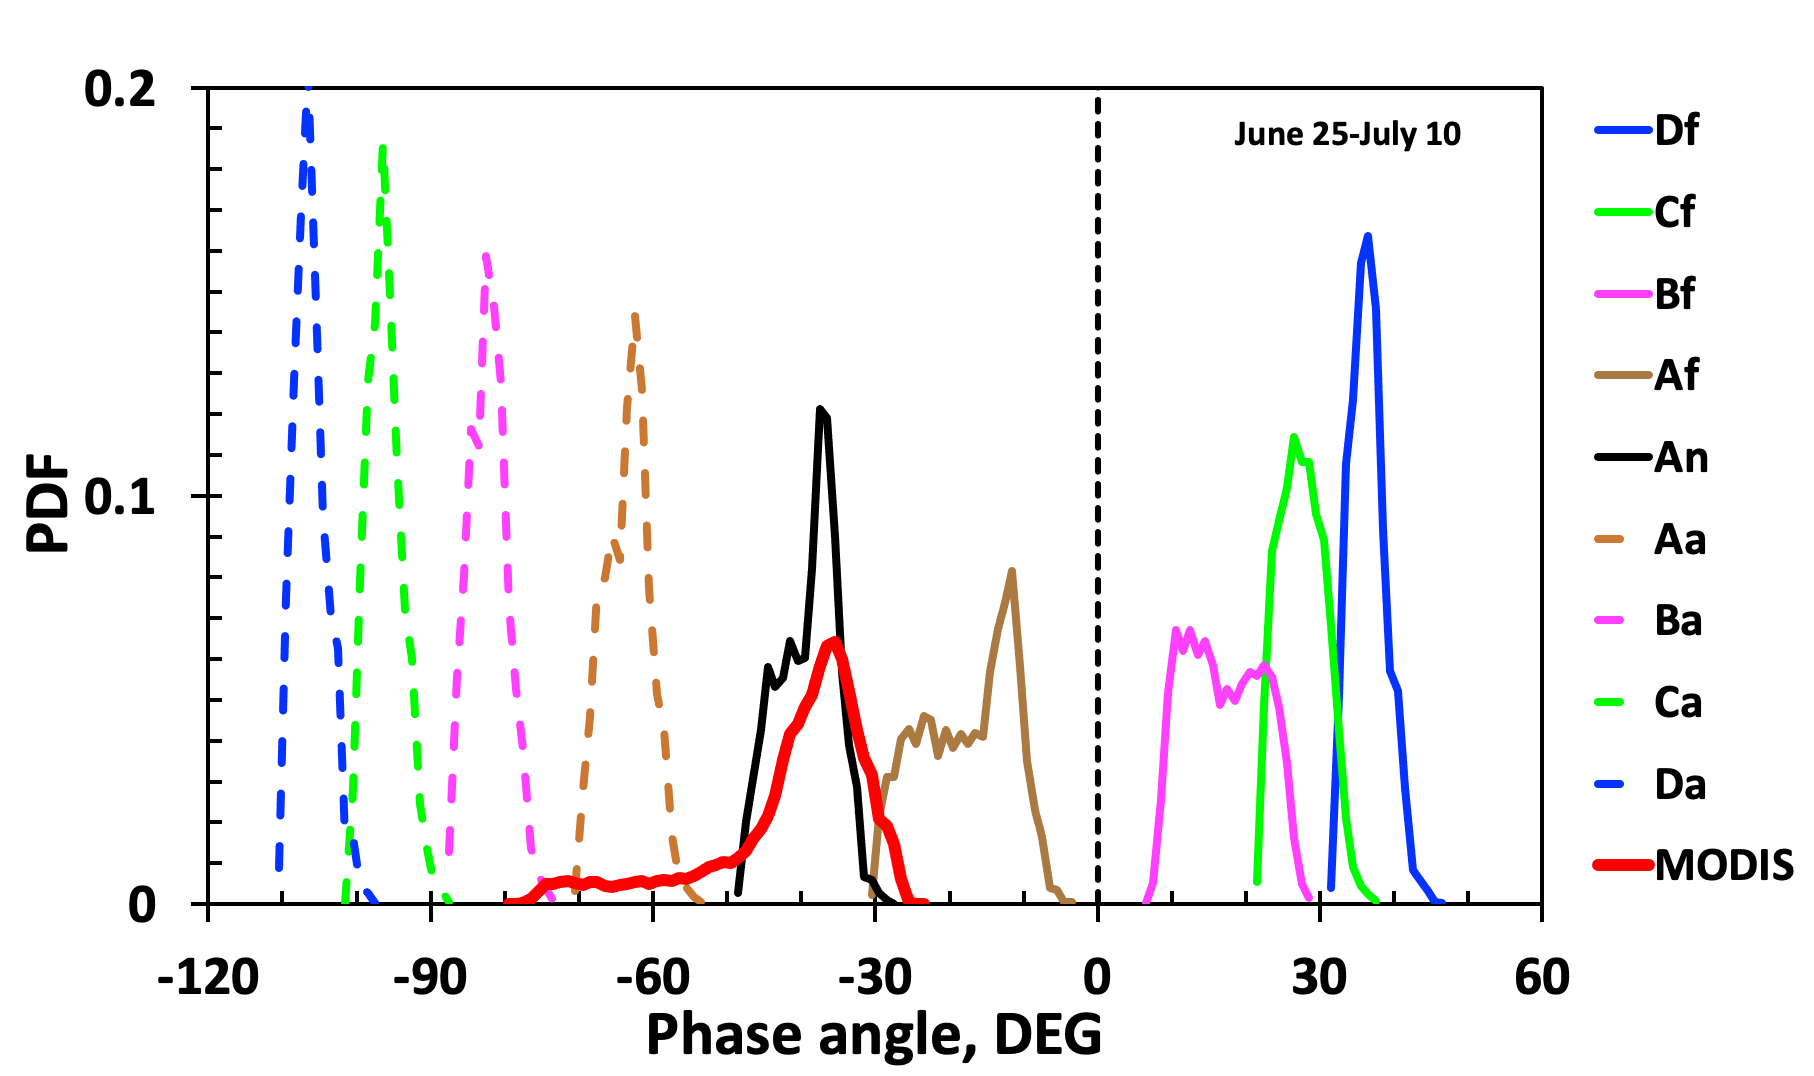 0.2
June 25-July 10
PDF
0.1
0
-120 -90 -60 -30 0 30 60
Phase angle, DEG
Df
Cf
Bf
Af
An
Aa
Ba
Ca
Da
MODIS